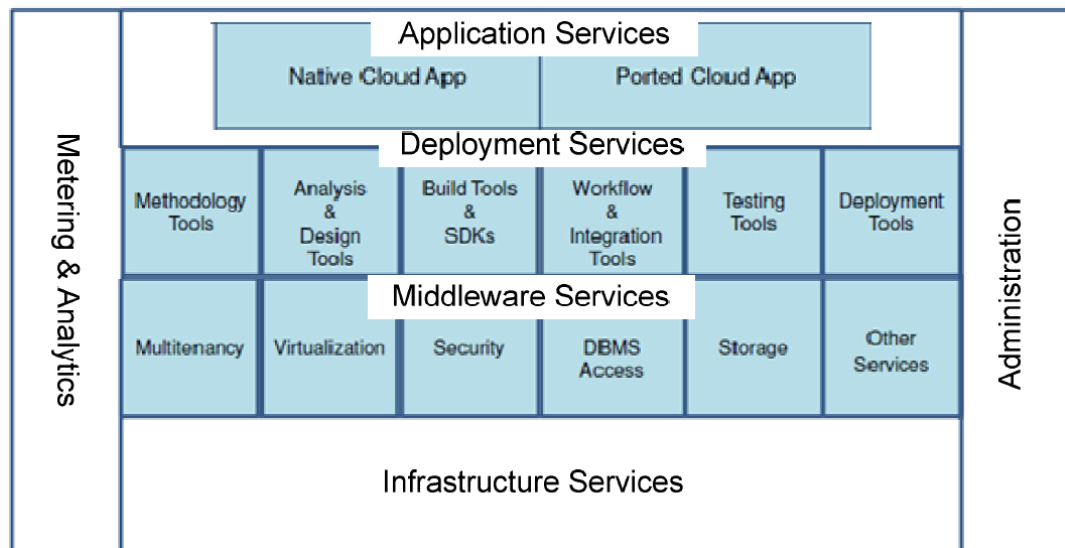 Application Services
Native Cloud App
Ported Cloud App
Deployment Services
Methodology
Tools
Analysis
&
Design
Tools
Build Tools
&
SDKs
Workflow
&
Integration
Tools
Testing
Tools
Deployment
Tools
Middleware Services
Multitenancy
Virtualization
Security
DBMS
Access
Storage
Other
Services
Infrastructure Services
Metering & Analytics
Administration